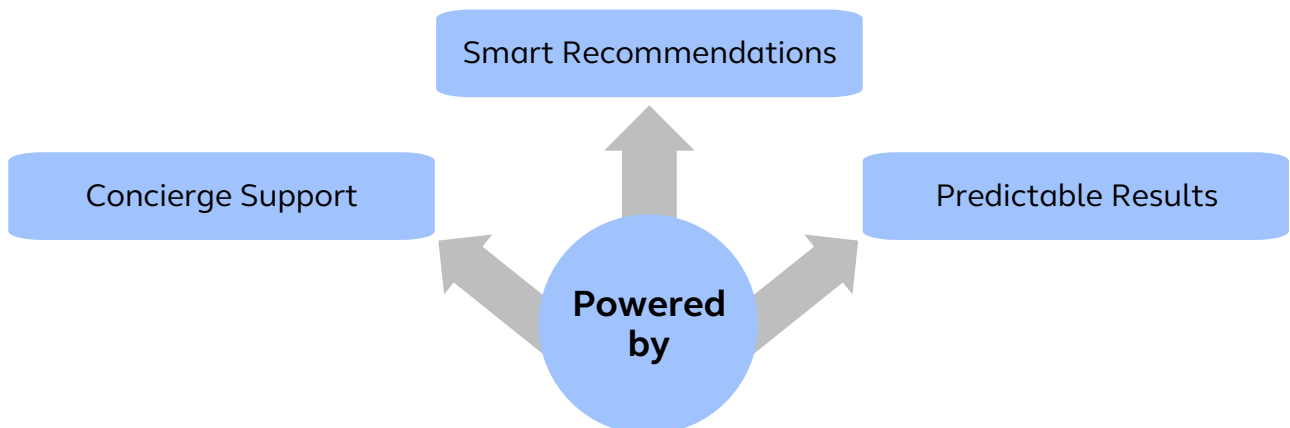 Smart Recommendations
Concierge Support
Predictable Results
Powered
by